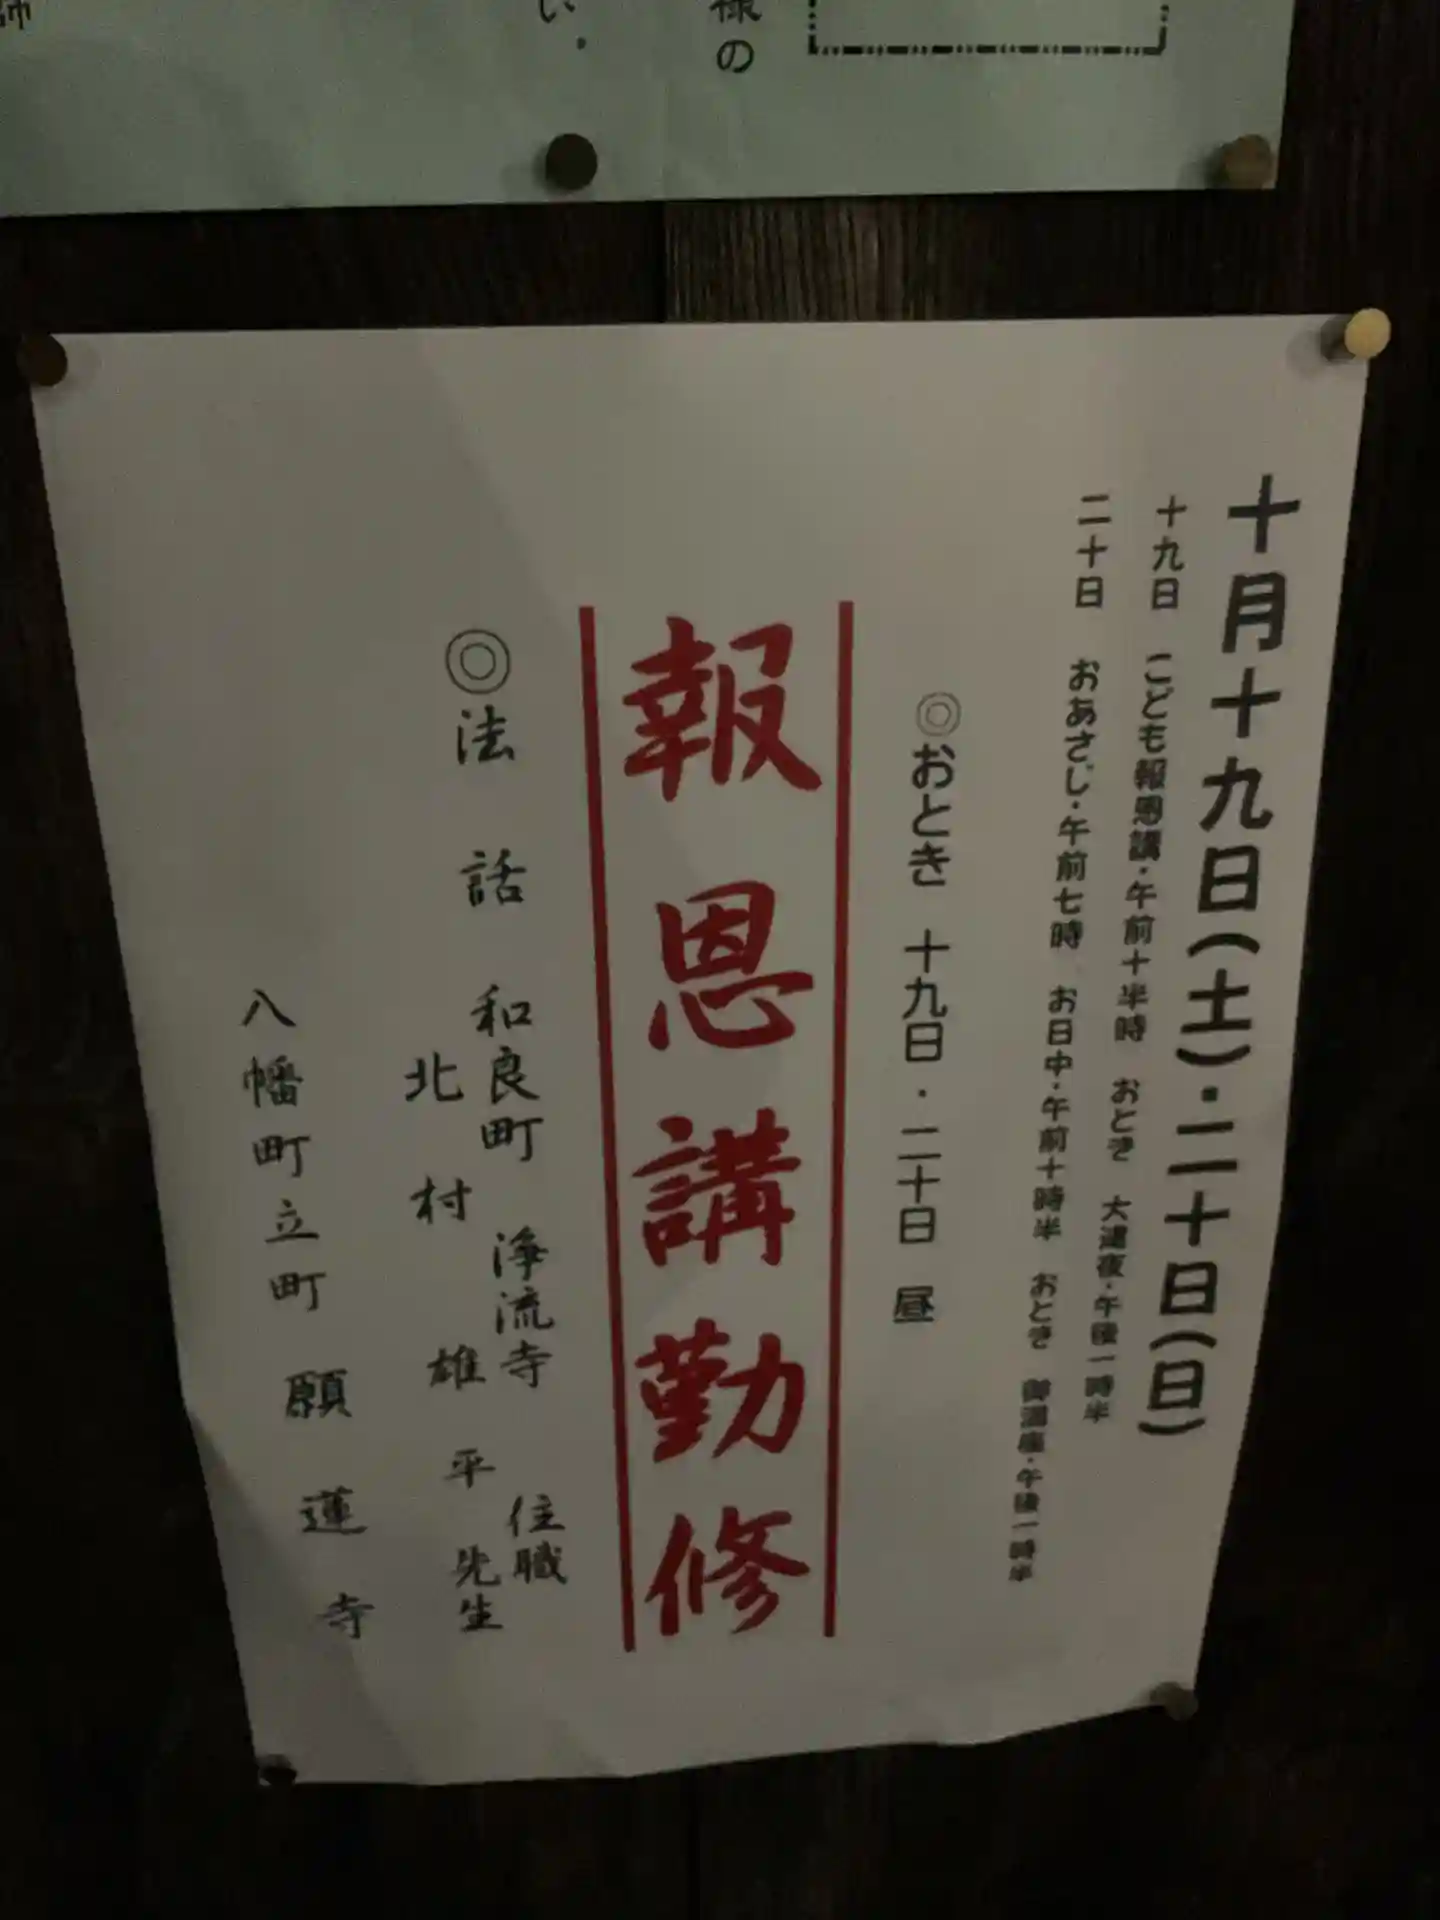 様の
い.
師
十月十九日(土)・二十日(日)
十九日 こども報恩講・午前十半時 おとき 大逮夜・午後一時半
二十日 おあさじ・午前七時 お日中・午前十時半 おとき 御満座・午後一時半
◎おとき 十九日・二十日 昼
報恩講勤修
◎法話 和良町 浄流寺 住職
北村雄平先生
八幡町立町 願蓮寺